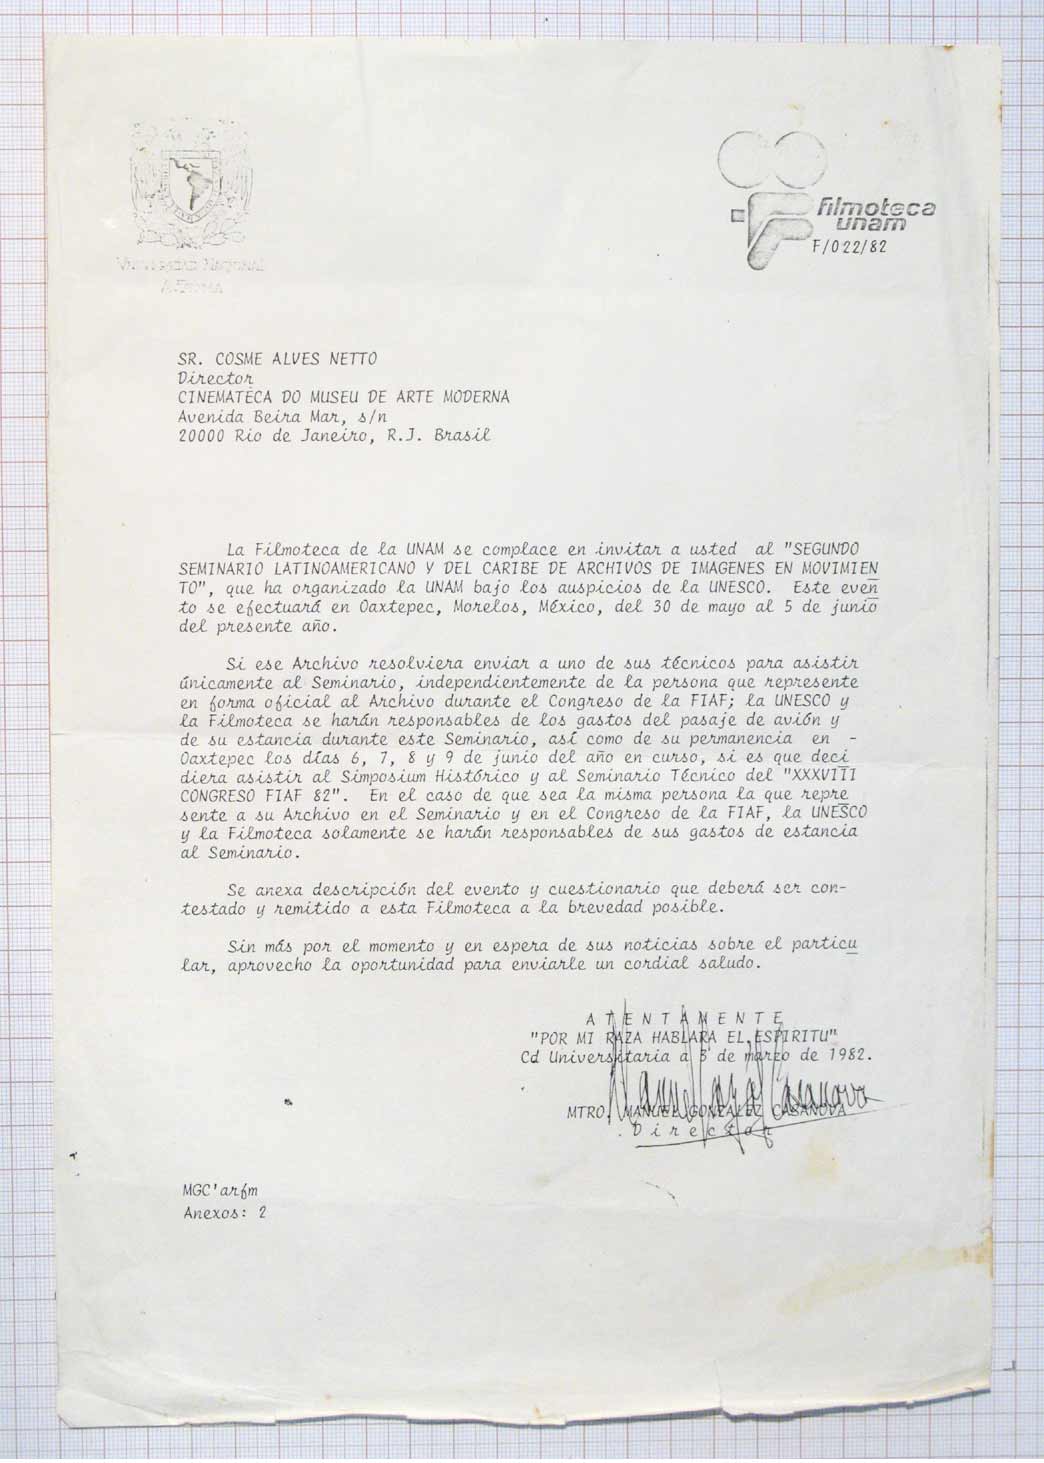 UNIVERSIDAD NACIONAL
AVTONOMA
filmoteca
unam
F/022/82
SR. COSME ALVES NETTO
Director
CINEMATECA DO MUSEU DE ARTE MODERNA
Avenida Beira Mar, s/n
20000 Rio de Janeiro, R.J. Brasil
La Filmoteca de la UNAM se complace en invitar a usted al "SEGUNDO
SEMINARIO LATINOAMERICANO Y DEL CARIBE DE ARCHIVOS DE IMAGENES EN MOVIMIEN
TO", que ha organizado la UNAM bajo los auspicios de la UNESCO. Este even
to se efectuará en Oaxtepec, Morelos, México, del 30 de mayo al 5 de junio
del presente año.
Si ese Archivo resolviera enviar a uno de sus técnicos para asistir
únicamente al Seminario, independientemente de la persona que represente
en forma oficial al Archivo durante el Congreso de la FIAF; la UNESCO y
la Filmoteca se harán responsables de los gastos del pasaje de avión y
de su estancia durante este Seminario, así como de su permanencia en -
Oaxtepec los días 6, 7, 8 y 9 de junio del año en curso, si es que deci
diera asistir al Simposium Histórico y al Seminario Técnico del "XXXVIII
CONGRESO FIAF 82". En el caso de que sea la misma persona la que repre
sente a su Archivo en el Seminario y en el Congreso de la FIAF, la UNESCO
y la Filmoteca solamente se harán responsables de sus gastos de estancia
al Seminario.
Se anexa descripción del evento y cuestionario que deberá ser con-
testado y remitido a esta Filmoteca a la brevedad posible.
Sin más por el momento y en espera de sus noticias sobre el particu
lar, aprovecho la oportunidad para enviarle un cordial saludo.
A T E N T A M E N T E
"POR MI RAZA HABLARA EL ESPIRITU"
Cd Universitaria a 5 de marzo de 1982.
MTRO. MANUEL GONZALEZ CASANOVA
D i r e c t o r
MGC'arfm
Anexos: 2